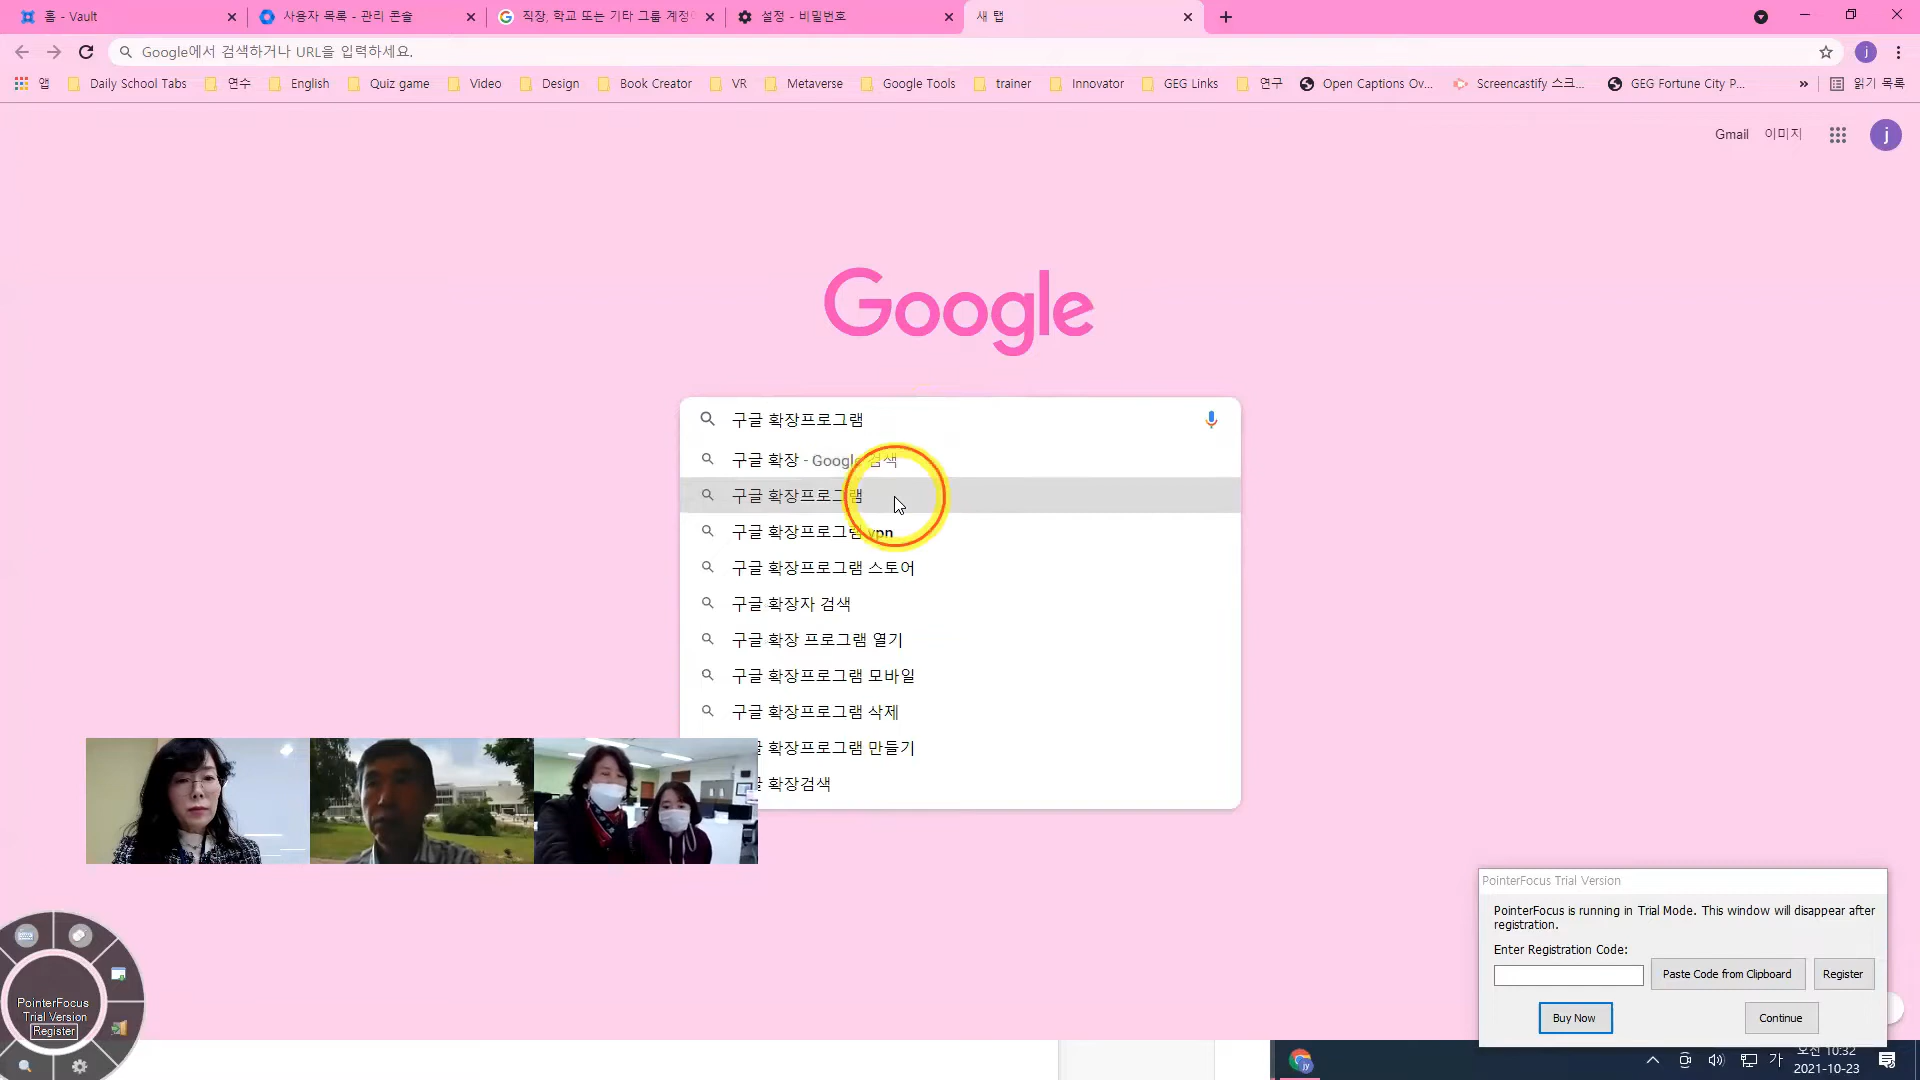 홈 - Vault
사용자 목록 - 관리 콘솔
직장, 학교 또는 기타 그룹 계정이
설정 - 비밀번호
새 탭
Google에서 검색하거나 URL을 입력하세요.
j
앱
Daily School Tabs
연수
English
Quiz game
Video
Design
Book Creator
VR
Metaverse
Google Tools
trainer
Innovator
GEG Links
연구
Open Captions Ov...
Screencastify 스크...
GEG Fortune City P...
»
읽기 목록
Gmail
이미지
j
Google
구글 확장프로그램
구글 확장 - Google 검색
구글 확장프로그램
구글 확장프로그램 vpn
구글 확장프로그램 스토어
구글 확장자 검색
구글 확장 프로그램 열기
구글 확장프로그램 모바일
구글 확장프로그램 삭제
확장프로그램 만들기
확장검색
PointerFocus Trial Version
PointerFocus is running in Trial Mode. This window will disappear after
registration.
Enter Registration Code:
Paste Code from Clipboard
Register
Buy Now
Continue
PointerFocus
Trial Version
Register
jy
가
오전 10:32
2021-10-23